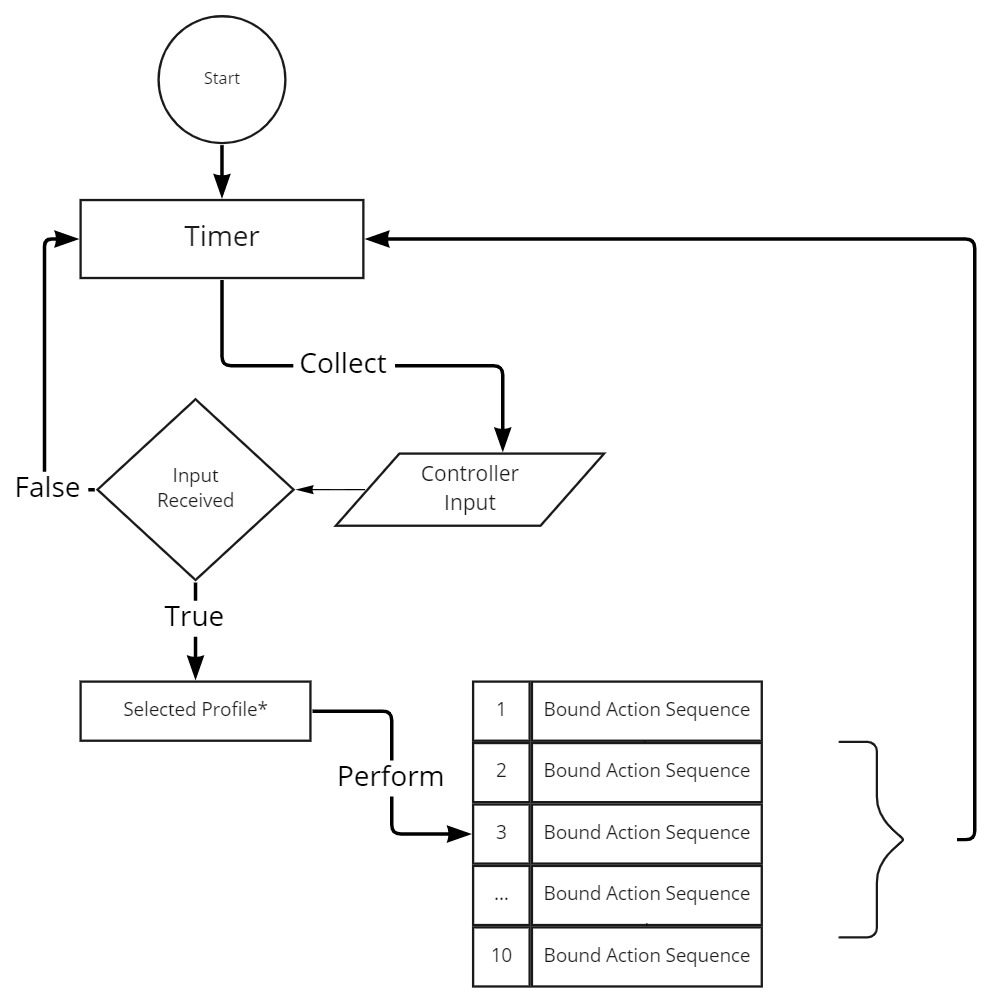 Start
Timer
Collect
Controller
Input
Input
Received
False
True
Selected Profile*
Perform
1 Bound Action Sequence
2 Bound Action Sequence
3 Bound Action Sequence
... Bound Action Sequence
10 Bound Action Sequence